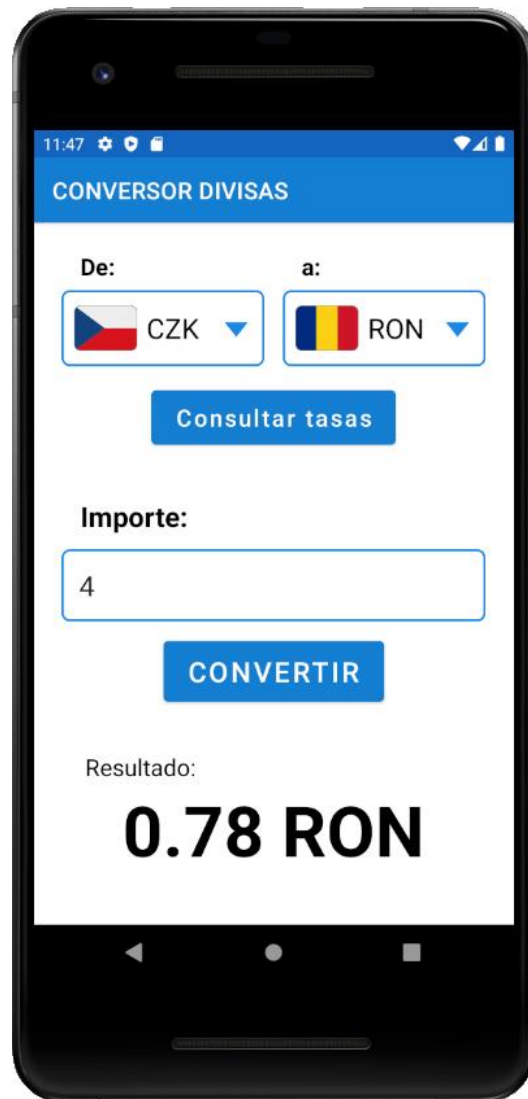 11:47
CONVERSOR DIVISAS
De: a:
CZK RON
Consultar tasas
Importe:
4
CONVERTIR
Resultado:
0.78 RON